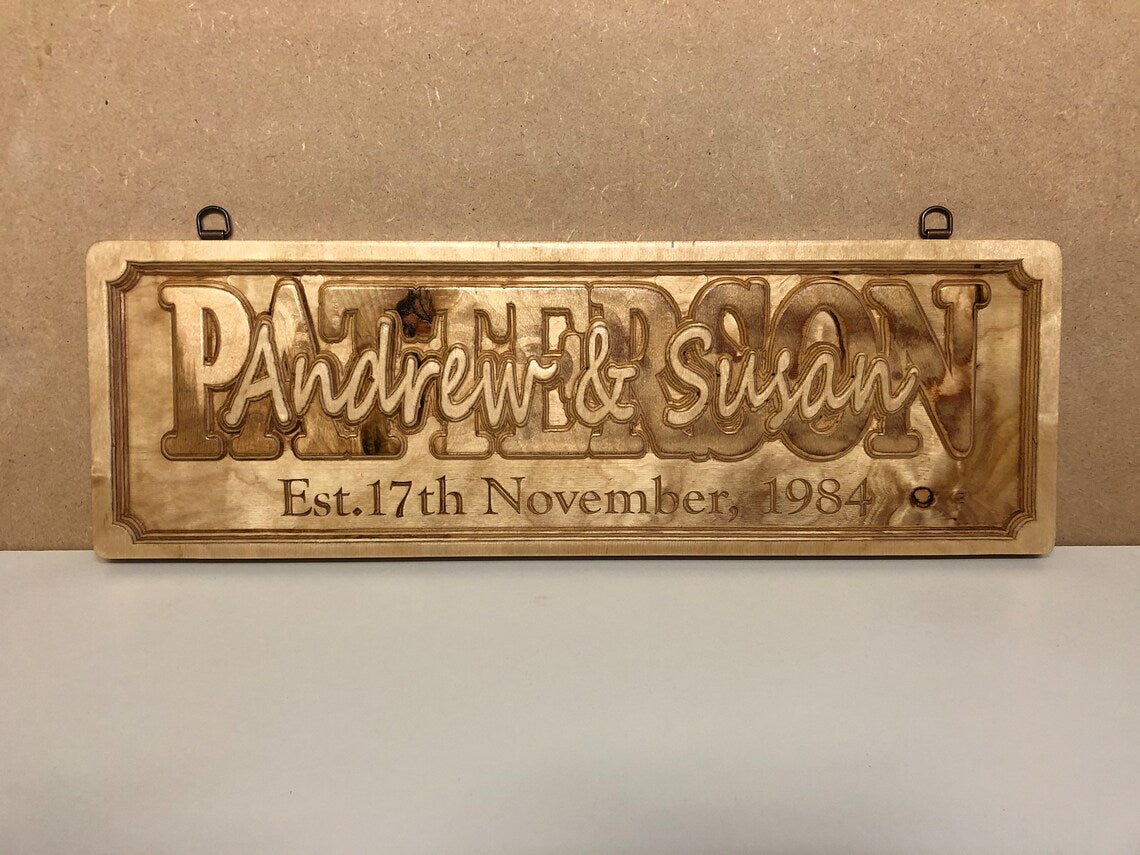 PATTERSON
Andrew & Susan
Est.17th November, 1984